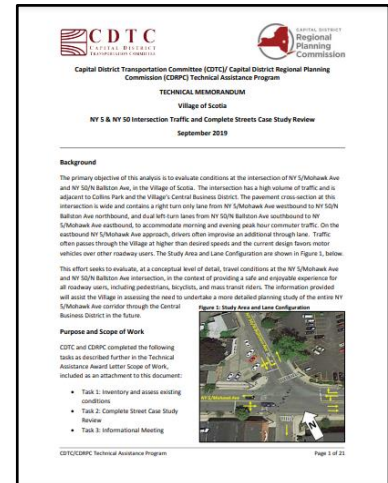 CDTC
CAPITAL DISTRICT
TRANSPORTATION COMMITTEE
CAPITAL DISTRICT
Regional
Planning
Commission
Capital District Transportation Committee (CDTC)/ Capital District Regional Planning
Commission (CDRPC) Technical Assistance Program
TECHNICAL MEMORANDUM
Village of Scotia
NY 5 & NY 50 Intersection Traffic and Complete Streets Case Study Review
September 2019
Background
The primary objective of this analysis is to evaluate conditions at the intersection of NY 5/Mohawk Ave
and NY 50/N Ballston Ave, in the Village of Scotia. The intersection has a high volume of traffic and is
adjacent to Collins Park and the Village's Central Business District. The pavement cross-section at this
intersection is wide and contains a right turn only lane from NY 5/Mohawk Ave westbound to NY 50/N
Ballston Ave northbound, and dual left-turn lanes from NY 50/N Ballston Ave southbound to NY
5/Mohawk Ave eastbound, to accommodate morning and evening peak hour commuter traffic. On the
eastbound NY 5/Mohawk Ave approach, drivers often improvise an additional through lane. Traffic
often passes through the Village at higher than desired speeds and the current design favors motor
vehicles over other roadway users. The Study Area and Lane Configuration are shown in Figure 1, below.
This effort seeks to evaluate, at a conceptual level of detail, travel conditions at the NY 5/Mohawk Ave
and NY 50/N Ballston Ave intersection, in the context of providing a safe and enjoyable experience for
all roadway users, including pedestrians, bicyclists, and mass transit riders. The information provided
will assist the Village in assessing the need to undertake a more detailed planning study of the entire NY
5/Mohawk Ave corridor through the Central
Business District in the future.
Purpose and Scope of Work
CDTC and CDRPC completed the following
tasks as described further in the Technical
Assistance Award Letter Scope of Work,
included as an attachment to this document:
• Task 1: Inventory and assess existing
conditions
• Task 2: Complete Street Case Study
Review
• Task 3: Informational Meeting
Figure 1: Study Area and Lane Configuration
NY 5/Mohawk Ave
N
CDTC/CDRPC Technical Assistance Program
Page 1 of 21